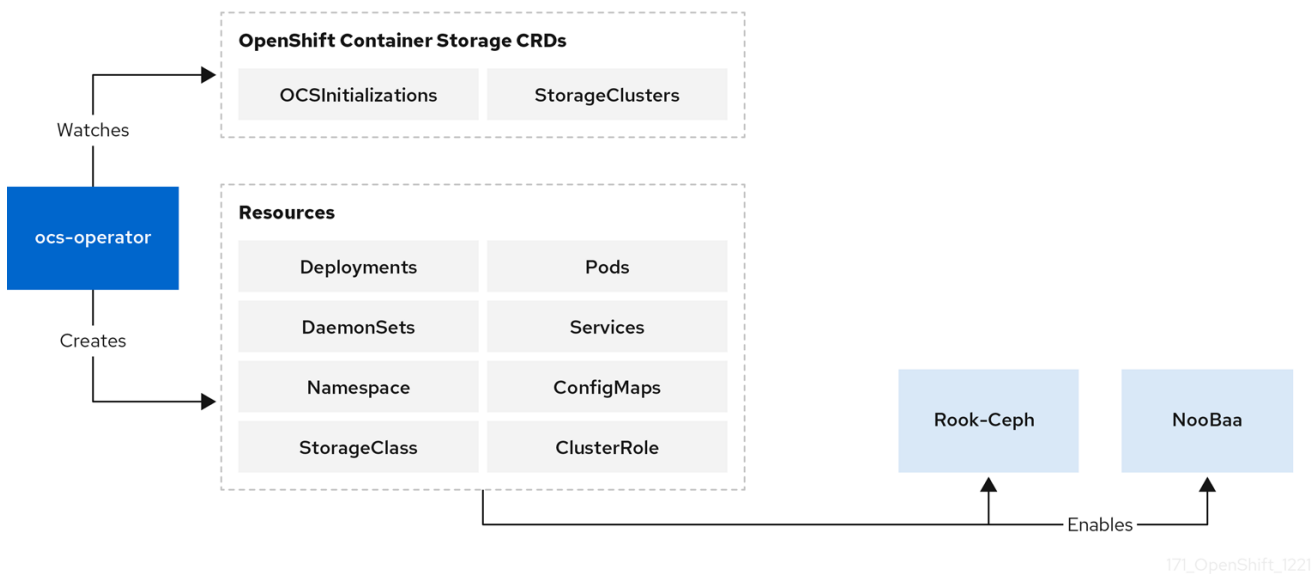 OpenShift Container Storage CRDs
OCSInitializations
StorageClusters
Watches
ocs-operator
Resources
Deployments
Pods
DaemonSets
Services
Creates
Namespace
ConfigMaps
StorageClass
ClusterRole
Rook-Ceph
NooBaa
Enables
171_OpenShift_1221